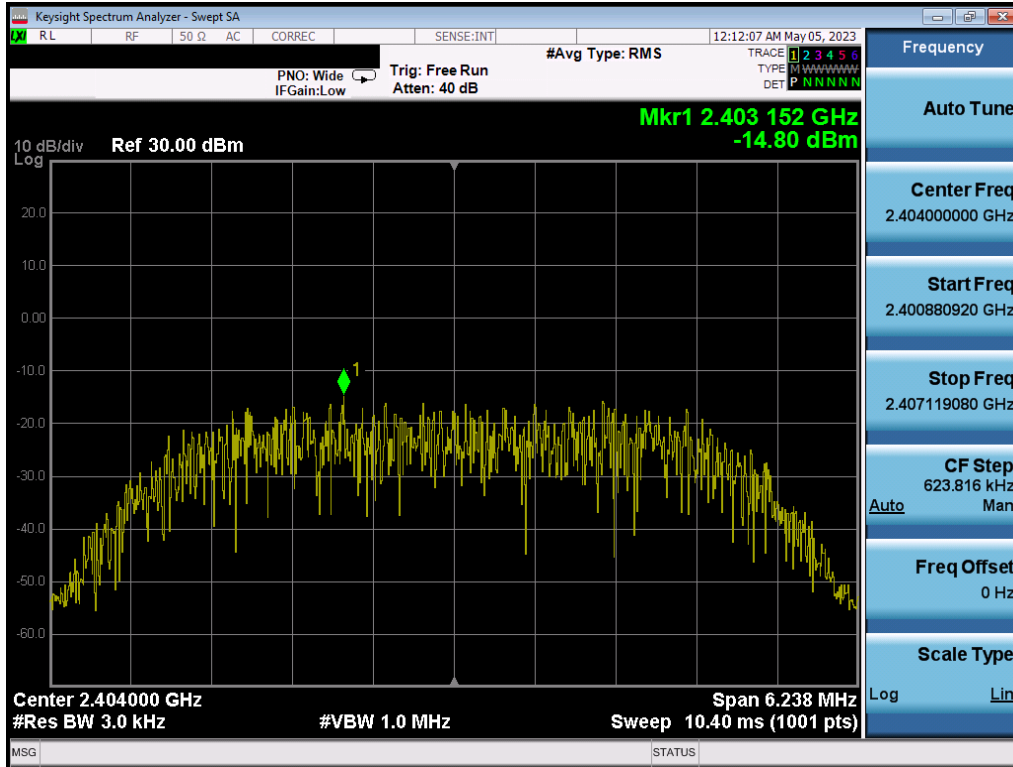 Keysight Spectrum Analyzer - Swept SA
LXI RL RF 50 Ω AC CORREC SENSE:INT 12:12:07 AM May 05, 2023
#Avg Type: RMS
TRACE 1 2 3 4 5 6
TYPE M WWWWW
DET P N N N N N
PNO: Wide
IFGain:Low
Trig: Free Run
Atten: 40 dB
Mkr1 2.403 152 GHz
-14.80 dBm
10 dB/div Ref 30.00 dBm
Log
20.0
10.0
0.00
-10.0
-20.0
-30.0
-40.0
-50.0
-60.0
1
Center 2.404000 GHz Span 6.238 MHz
#Res BW 3.0 kHz #VBW 1.0 MHz Sweep 10.40 ms (1001 pts)
MSG STATUS
Frequency
Auto Tune
Center Freq
2.404000000 GHz
Start Freq
2.400880920 GHz
Stop Freq
2.407119080 GHz
CF Step
623.816 kHz
Auto Man
Freq Offset
0 Hz
Scale Type
Log Lin